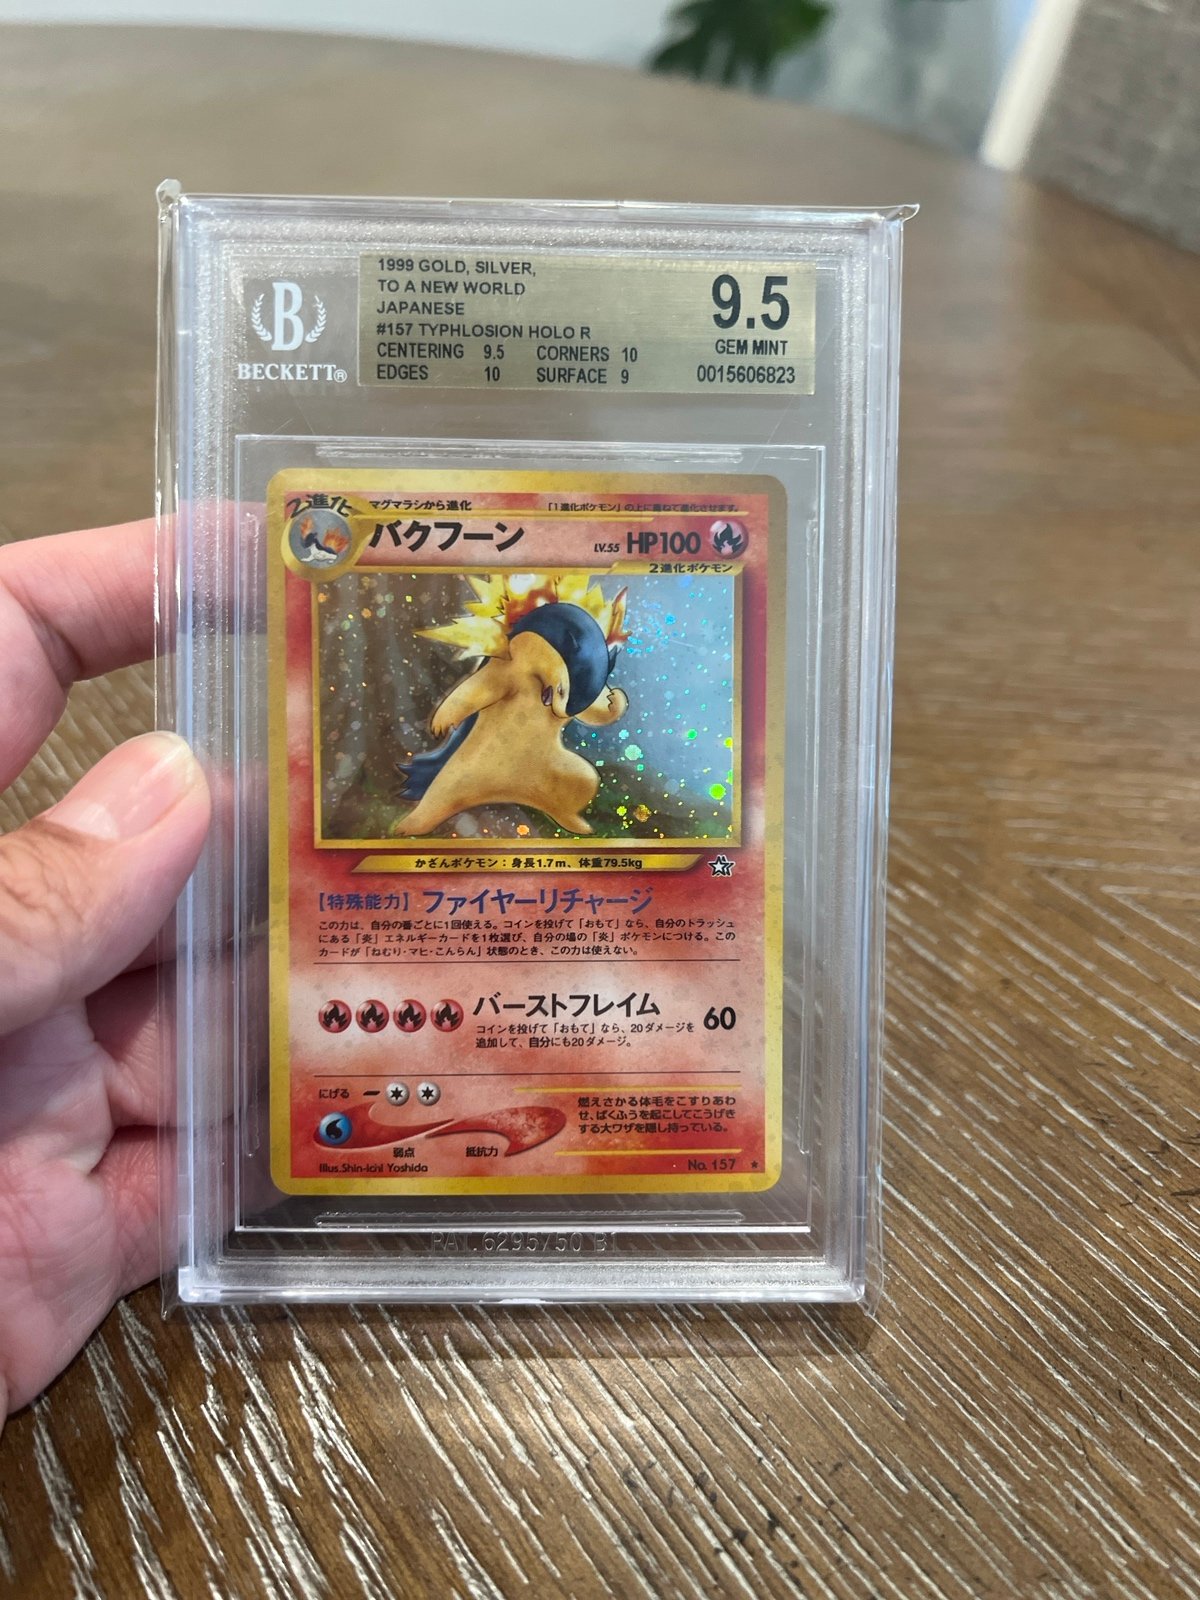 1999 GOLD, SILVER,
TO A NEW WORLD
JAPANESE
#157 TYPHLOSION HOLO R
CENTERING 9.5 CORNERS 10
EDGES 10 SURFACE 9
9.5
GEM MINT
0015606823
B
BECKETT®
2進化
マグマラシから進化
「1進化ポケモン」の上に重ねて進化させます。
バクフーン
LV.55 HP100
2進化ポケモン
かざんポケモン：身長1.7m、体重79.5kg
【特殊能力】ファイヤーリチャージ
この力は、自分の番ごとに1回使える。コインを投げて「おもて」なら、自分のトラッシュ
にある「炎」エネルギーカードを1枚選び、自分の場の「炎」ポケモンにつける。この
カードが「ねむり・マヒ・こんらん」状態のとき、この力は使えない。
バーストフレイム 60
コインを投げて「おもて」なら、20ダメージを
追加して、自分にも20ダメージ。
にげる
弱点
抵抗力
燃えさかる体毛をこすりあわ
せ、ばくふうを起こしてこうげき
する大ワザを隠し持っている。
Illus.Shin-ichi Yoshida
No. 157 ★
PAT. 6295750 B1